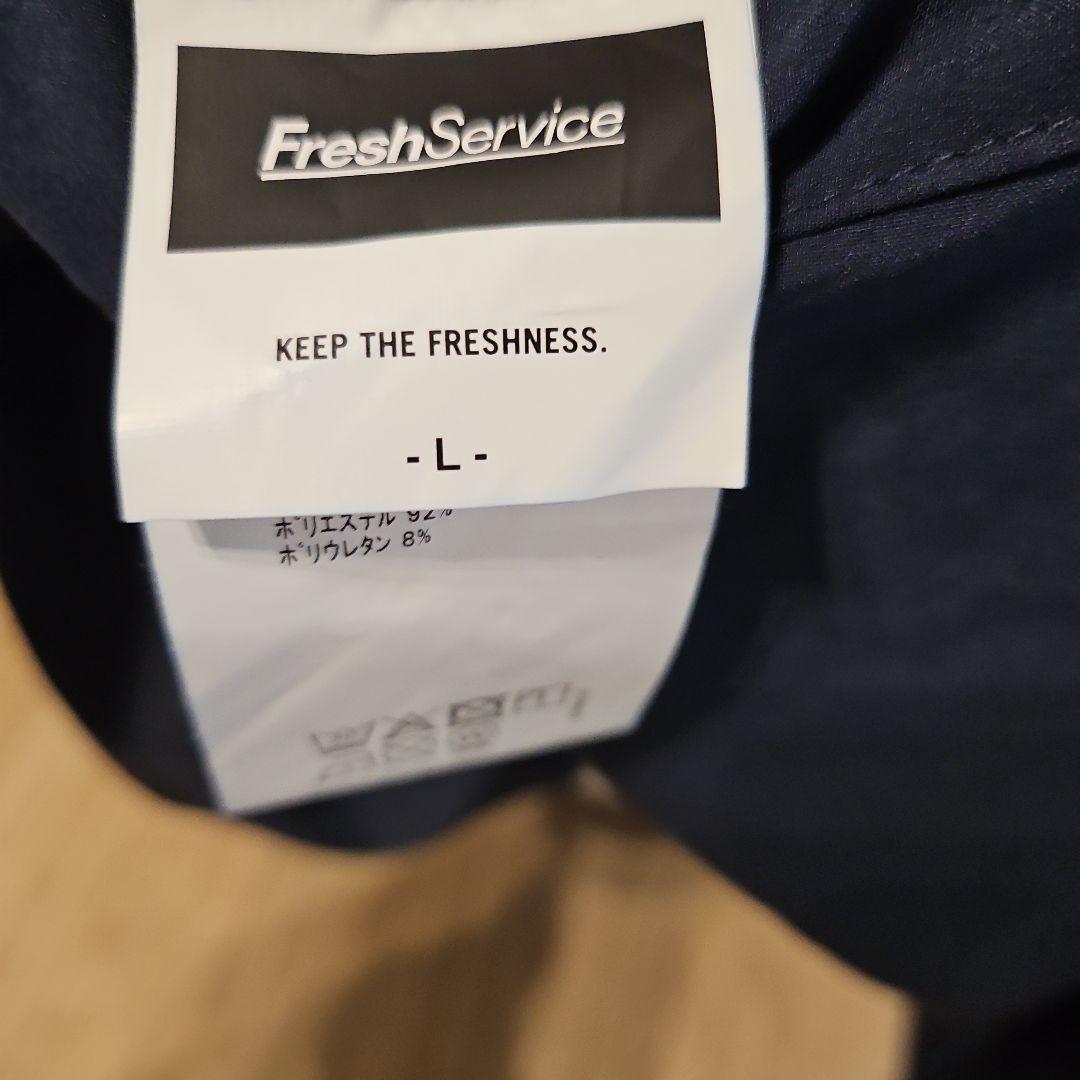 FreshService
KEEP THE FRESHNESS.
- L -
ポリエステル 92%
ポリウレタン 8%